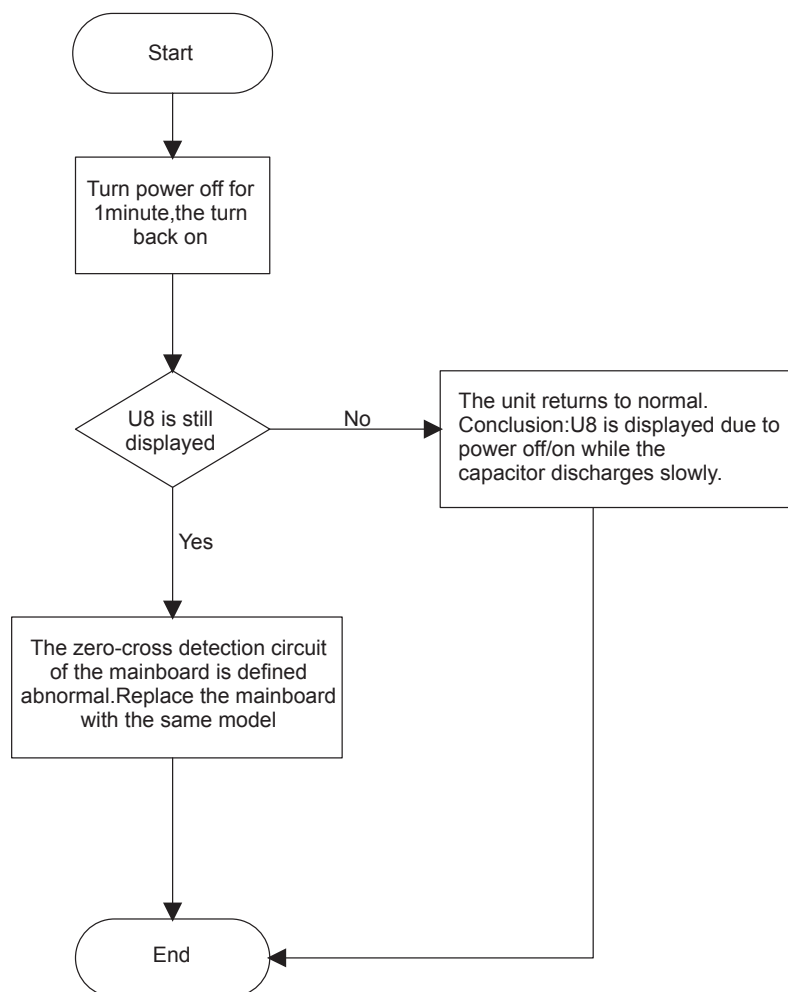 Start
Turn power off for
1minute,the turn
back on
U8 is still
displayed
No
The unit returns to normal.
Conclusion:U8 is displayed due to
power off/on while the
capacitor discharges slowly.
Yes
The zero-cross detection circuit
of the mainboard is defined
abnormal.Replace the mainboard
with the same model
End